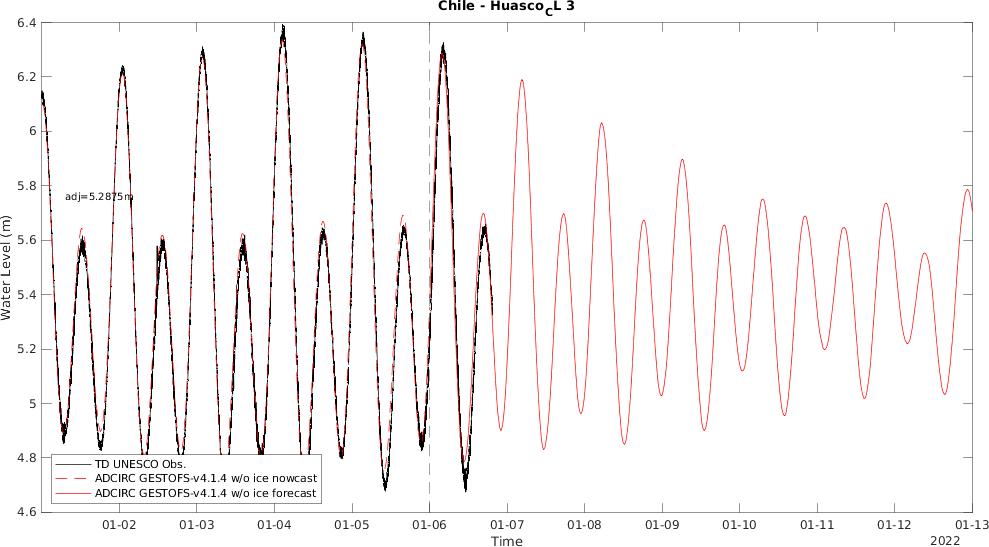 Chile - Huasco_CL 3
6.4
6.2
6
5.8
5.6
5.4
5.2
5
4.8
4.6
Water Level (m)
adj=5.2875m
TD UNESCO Obs.
ADCIRC GESTOFS-v4.1.4 w/o ice nowcast
ADCIRC GESTOFS-v4.1.4 w/o ice forecast
01-02 01-03 01-04 01-05 01-06 01-07 01-08 01-09 01-10 01-11 01-12 01-13
Time
2022